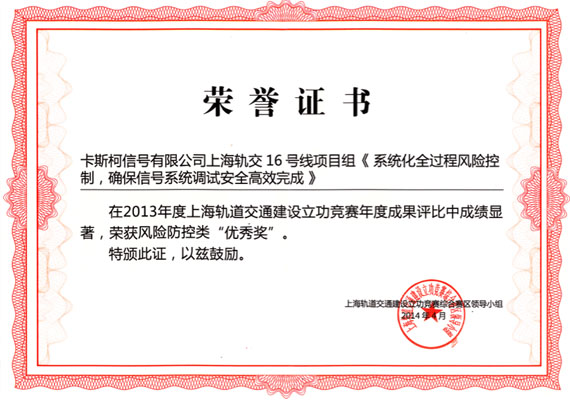 荣誉证书
卡斯柯信号有限公司上海轨交 16 号线项目组《 系统化全过程风险控
制，确保信号系统调试安全高效完成 》
在2013年度上海轨道交通建设立功竞赛年度成果评比中成绩显
著，荣获风险防控类“优秀奖”。
特颁此证，以兹鼓励。
上海轨道交通建设立功竞赛综合赛区领导小组
2014 年 月